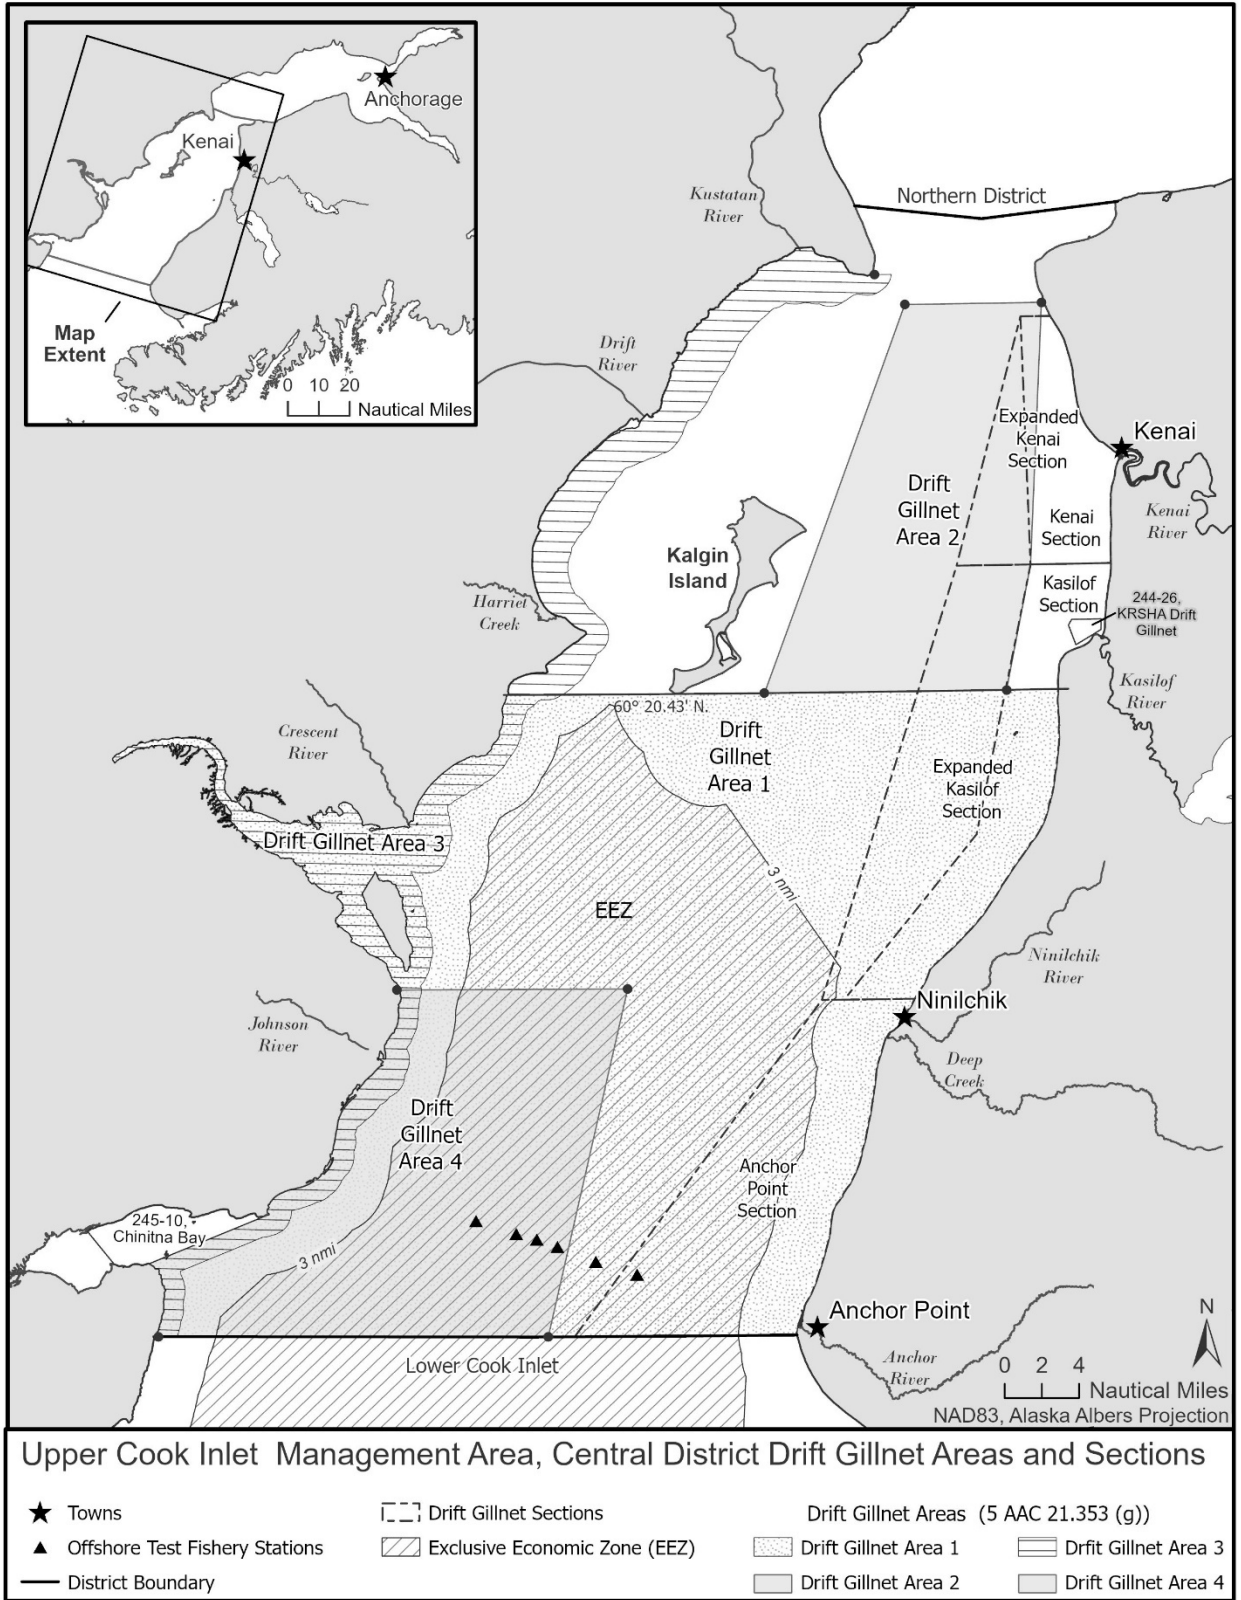 Anchorage
Kenai
Map
Extent
0 10 20
Nautical Miles
Kustatan
River
Northern District
Drift
River
Expanded
Kenai
Section
Kenai
Drift
Gillnet
Area 2
Kenai
Section
Kenai
River
Kalgin
Island
Kasilof
Section
244-26,
KRSHA Drift
Gillnet
Harriet
Creek
Kasilof
River
60° 20.43' N.
Crescent
River
Drift
Gillnet
Area 1
Expanded
Kasilof
Section
Drift Gillnet Area 3
3 nmi
EEZ
Ninilchik
River
Ninilchik
Johnson
River
Deep
Creek
Drift
Gillnet
Area 4
Anchor
Point
Section
245-10,
Chinitna Bay
3 nmi
Anchor Point
N
Lower Cook Inlet
Anchor
River
0 2 4
Nautical Miles
NAD83, Alaska Albers Projection
Upper Cook Inlet Management Area, Central District Drift Gillnet Areas and Sections
Towns
Drift Gillnet Sections
Drift Gillnet Areas (5 AAC 21.353 (g))
Offshore Test Fishery Stations
Exclusive Economic Zone (EEZ)
Drift Gillnet Area 1
Drfit Gillnet Area 3
District Boundary
Drift Gillnet Area 2
Drift Gillnet Area 4